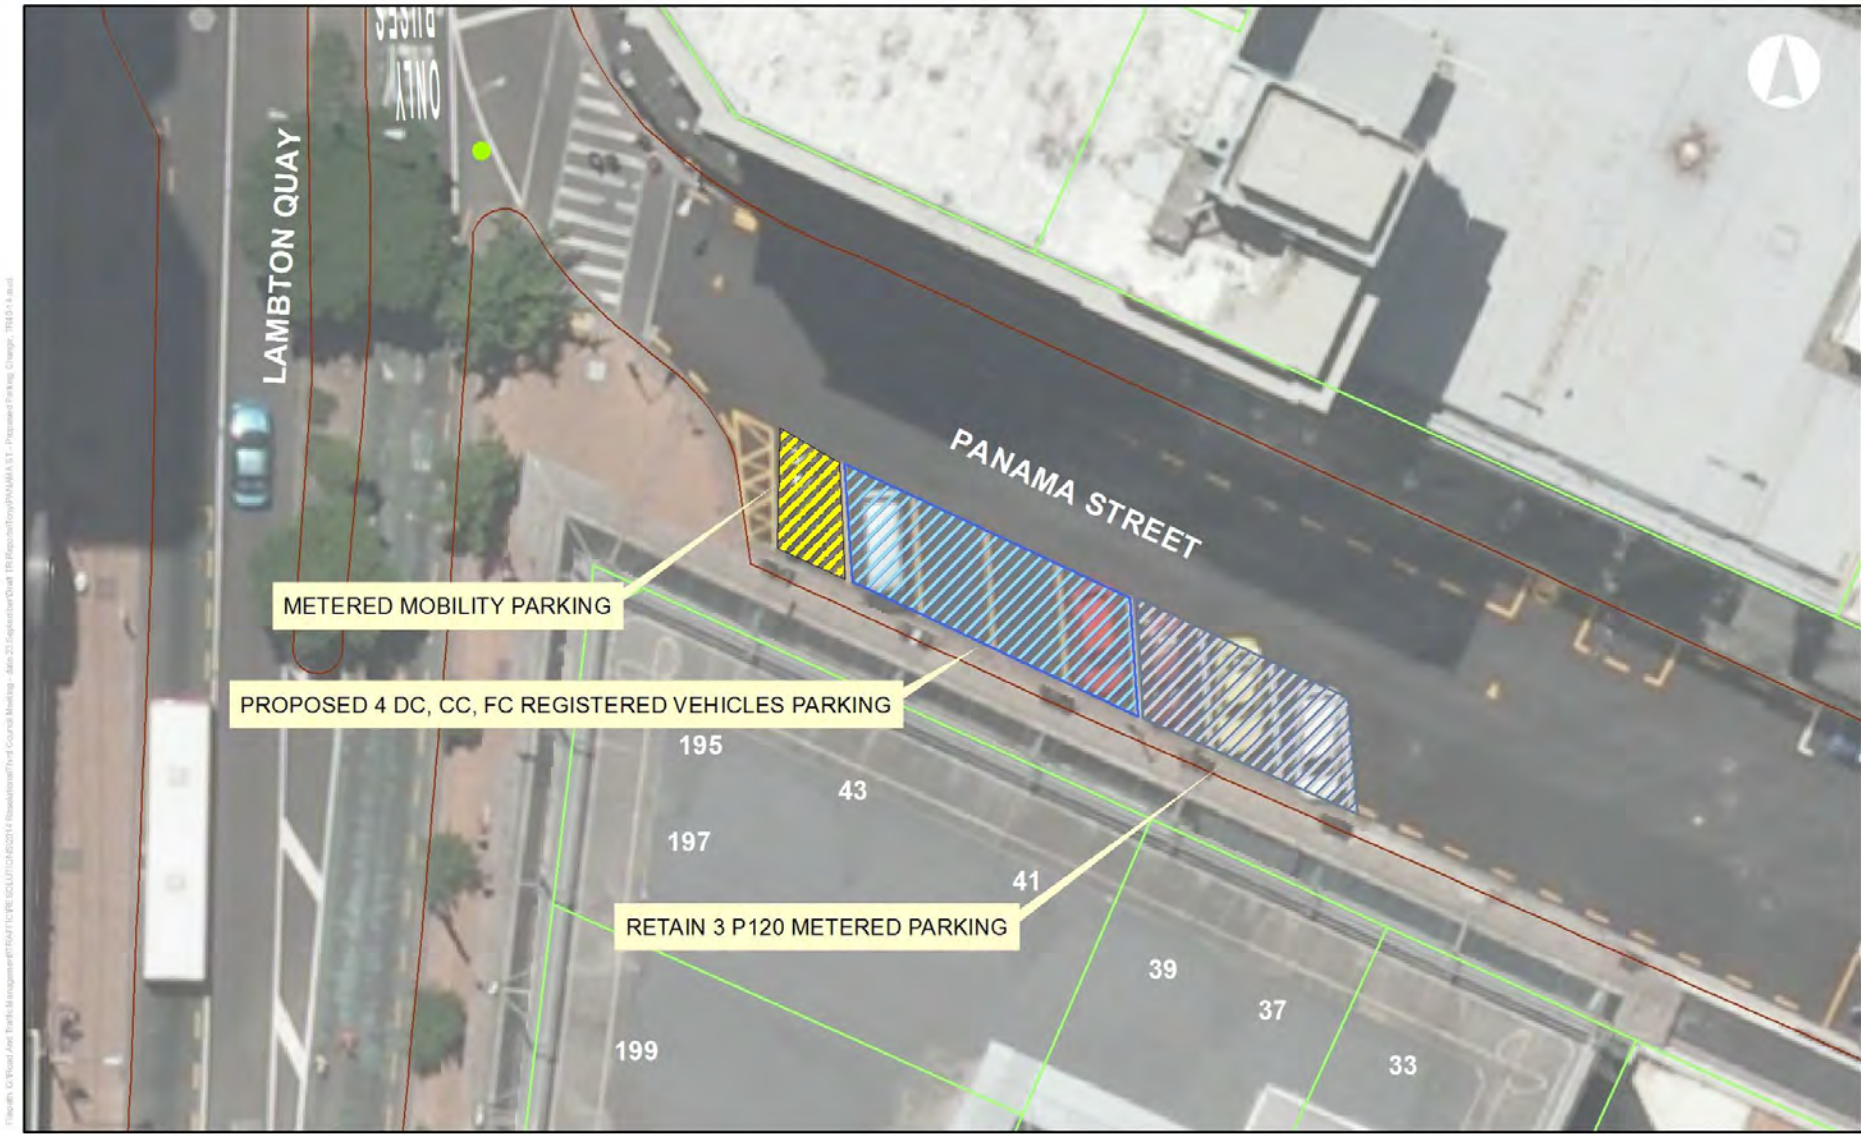 BUSES
ONLY
LAMBTON QUAY
PANAMA STREET
METERED MOBILITY PARKING
PROPOSED 4 DC, CC, FC REGISTERED VEHICLES PARKING
195
43
197
41
RETAIN 3 P120 METERED PARKING
39
37
199
33